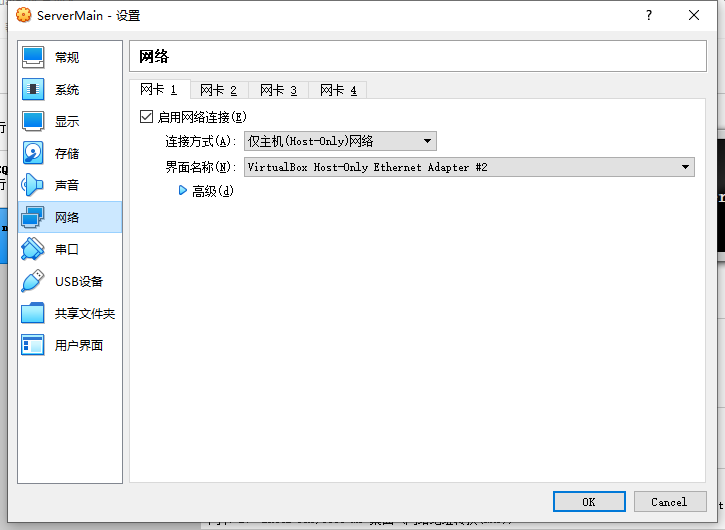 ServerMain - 设置
?
常规
系统
显示
存储
声音
网络
串口
USB设备
共享文件夹
用户界面
网络
网卡 1
网卡 2
网卡 3
网卡 4
启用网络连接(E)
连接方式(A):
仅主机(Host-Only)网络
界面名称(N):
VirtualBox Host-Only Ethernet Adapter #2
高级(d)
OK
Cancel